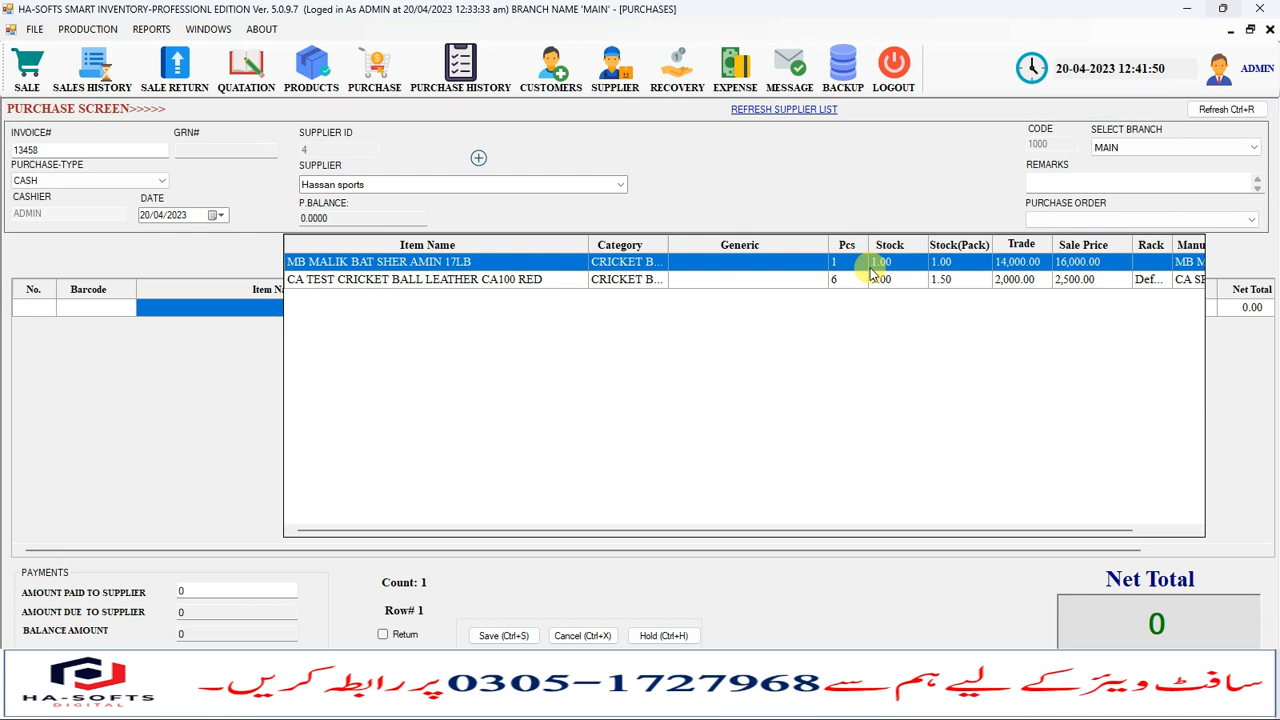 HA-SOFTS SMART INVENTORY-PROFESSIONL EDITION Ver. 5.0.9.7 (Loged in As ADMIN at 20/04/2023 12:33:33 am) BRANCH NAME 'MAIN' - [PURCHASES]
FILE PRODUCTION REPORTS WINDOWS ABOUT
SALE SALES HISTORY SALE RETURN QUATATION PRODUCTS PURCHASE PURCHASE HISTORY CUSTOMERS SUPPLIER RECOVERY EXPENSE MESSAGE BACKUP LOGOUT 20-04-2023 12:41:50 ADMIN
PURCHASE SCREEN>>>>> REFRESH SUPPLIER LIST Refresh Ctrl+R
INVOICE# GRN# SUPPLIER ID CODE SELECT BRANCH
13458 4 1000 MAIN
PURCHASE-TYPE SUPPLIER REMARKS
CASH Hassan sports
CASHIER DATE P.BALANCE: PURCHASE ORDER
ADMIN 20/04/2023 0.0000
Item Name Category Generic Pcs Stock Stock(Pack) Trade Sale Price Rack Manu
MB MALIK BAT SHER AMIN 17LB CRICKET B... 1 1.00 1.00 14,000.00 16,000.00 MB M
CA TEST CRICKET BALL LEATHER CA100 RED CRICKET B... 6 .00 1.50 2,000.00 2,500.00 Def... CA SE
No. Barcode Item Na Net Total
0.00
PAYMENTS
AMOUNT PAID TO SUPPLIER 0 Count: 1 Net Total
AMOUNT DUE TO SUPPLIER 0 Row# 1 0
BALANCE AMOUNT 0 Return Save (Ctrl+S) Cancel (Ctrl+X) Hold (Ctrl+H)
HA-SOFTS
DIGITAL
سافٹ ویئر کے لیے ہم سے 0305-1727968 پر رابطہ کریں۔